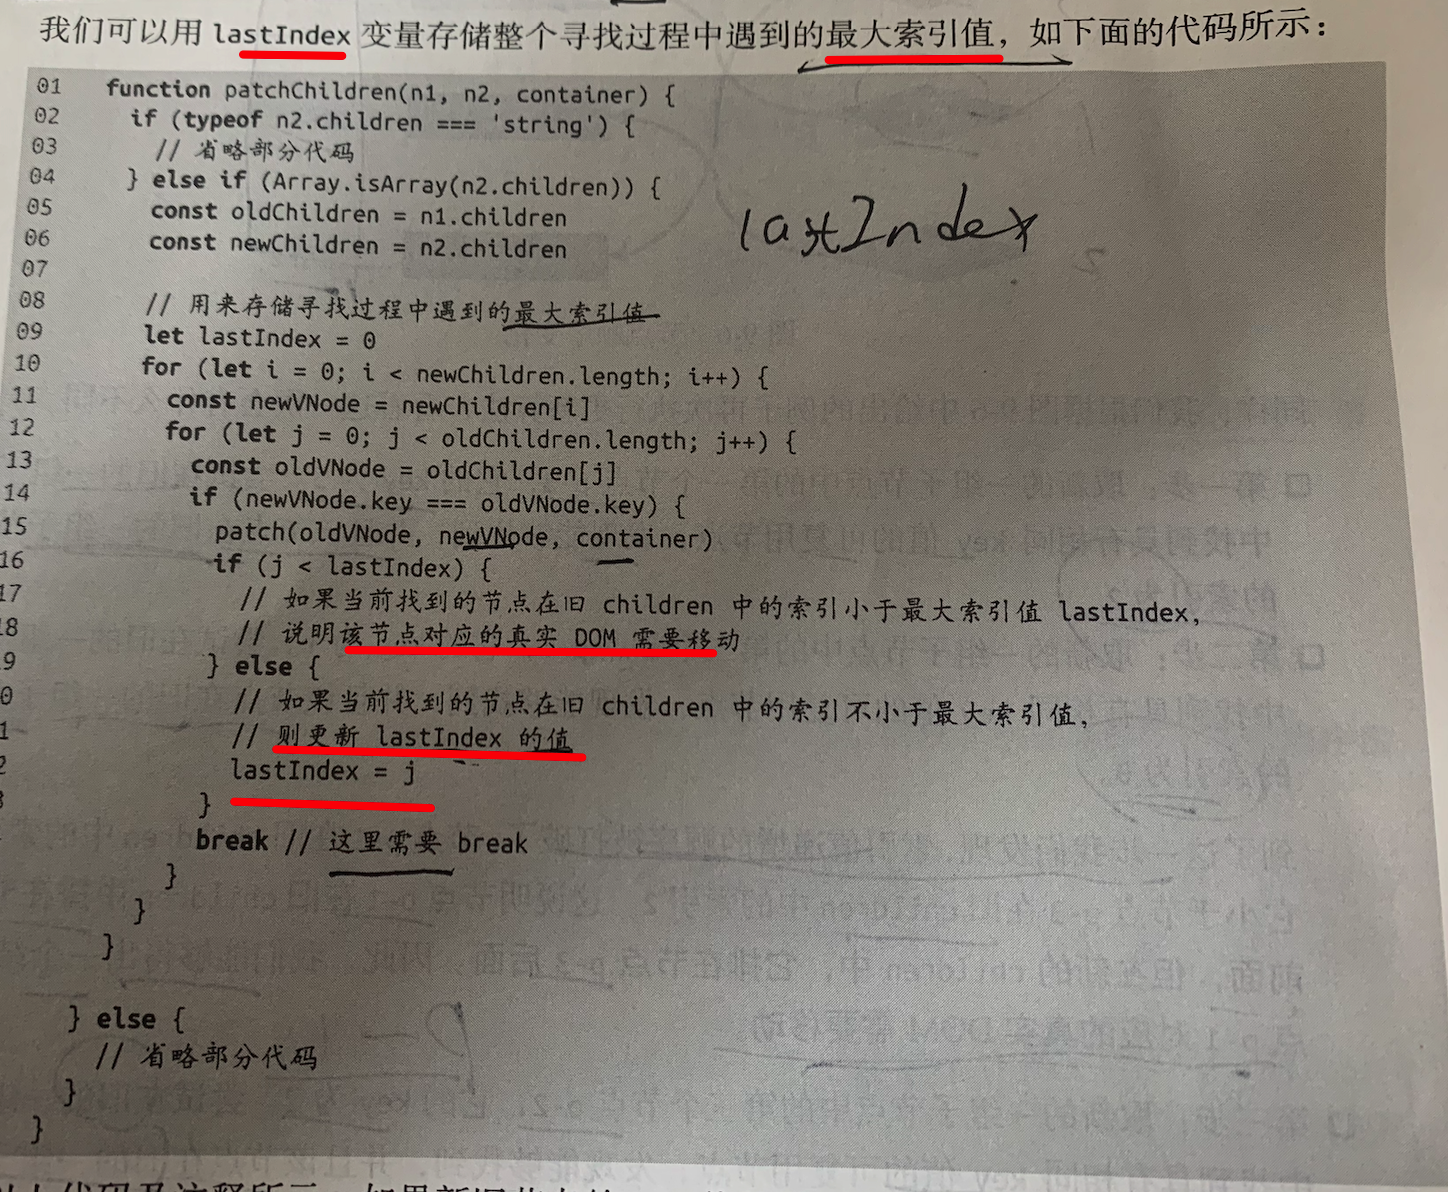 我们可以用 lastIndex 变量存储整个寻找过程中遇到的最大索引值，如下面的代码所示：
01 function patchChildren(n1, n2, container) {
02 if (typeof n2.children === 'string') {
03 // 省略部分代码
04 } else if (Array.isArray(n2.children)) {
05 const oldChildren = n1.children
06 const newChildren = n2.children
lastIndex
07
08 // 用来存储寻找过程中遇到的最大索引值
09 let lastIndex = 0
10 for (let i = 0; i < newChildren.length; i++) {
11 const newVNode = newChildren[i]
12 for (let j = 0; j < oldChildren.length; j++) {
13 const oldVNode = oldChildren[j]
14 if (newVNode.key === oldVNode.key) {
15 patch(oldVNode, newVNode, container)
16 if (j < lastIndex) {
17 // 如果当前找到的节点在旧 children 中的索引小于最大索引值 lastIndex,
8 // 说明该节点对应的真实 DOM 需要移动
9 } else {
0 // 如果当前找到的节点在旧 children 中的索引不小于最大索引值,
1 // 则更新 lastIndex 的值
2 lastIndex = j
}
break // 这里需要 break
}
}
}
} else {
// 省略部分代码
}
}